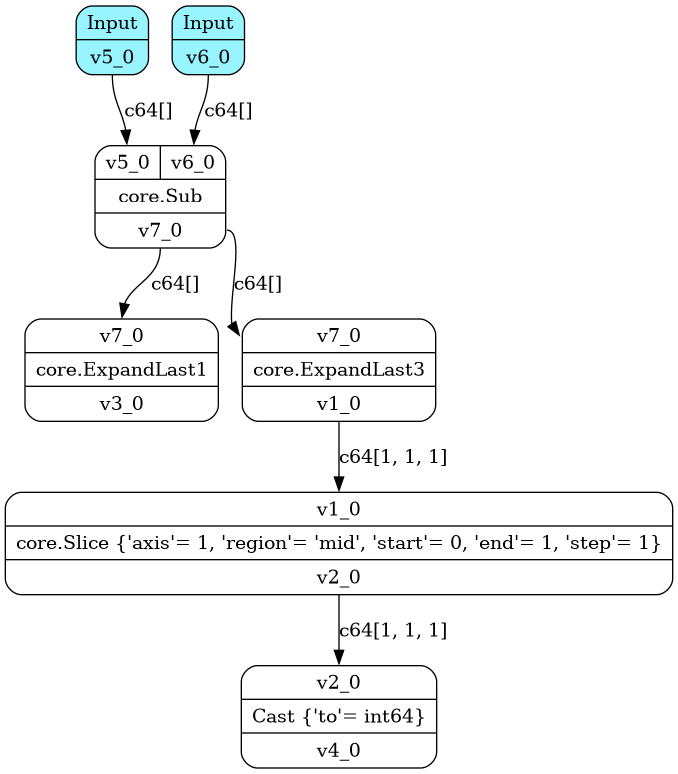 Input
v5_0
Input
v6_0
c64[]
c64[]
v5_0
v6_0
core.Sub
v7_0
c64[]
c64[]
v7_0
core.ExpandLast1
v3_0
v7_0
core.ExpandLast3
v1_0
c64[1, 1, 1]
v1_0
core.Slice {'axis'= 1, 'region'= 'mid', 'start'= 0, 'end'= 1, 'step'= 1}
v2_0
c64[1, 1, 1]
v2_0
Cast {'to'= int64}
v4_0